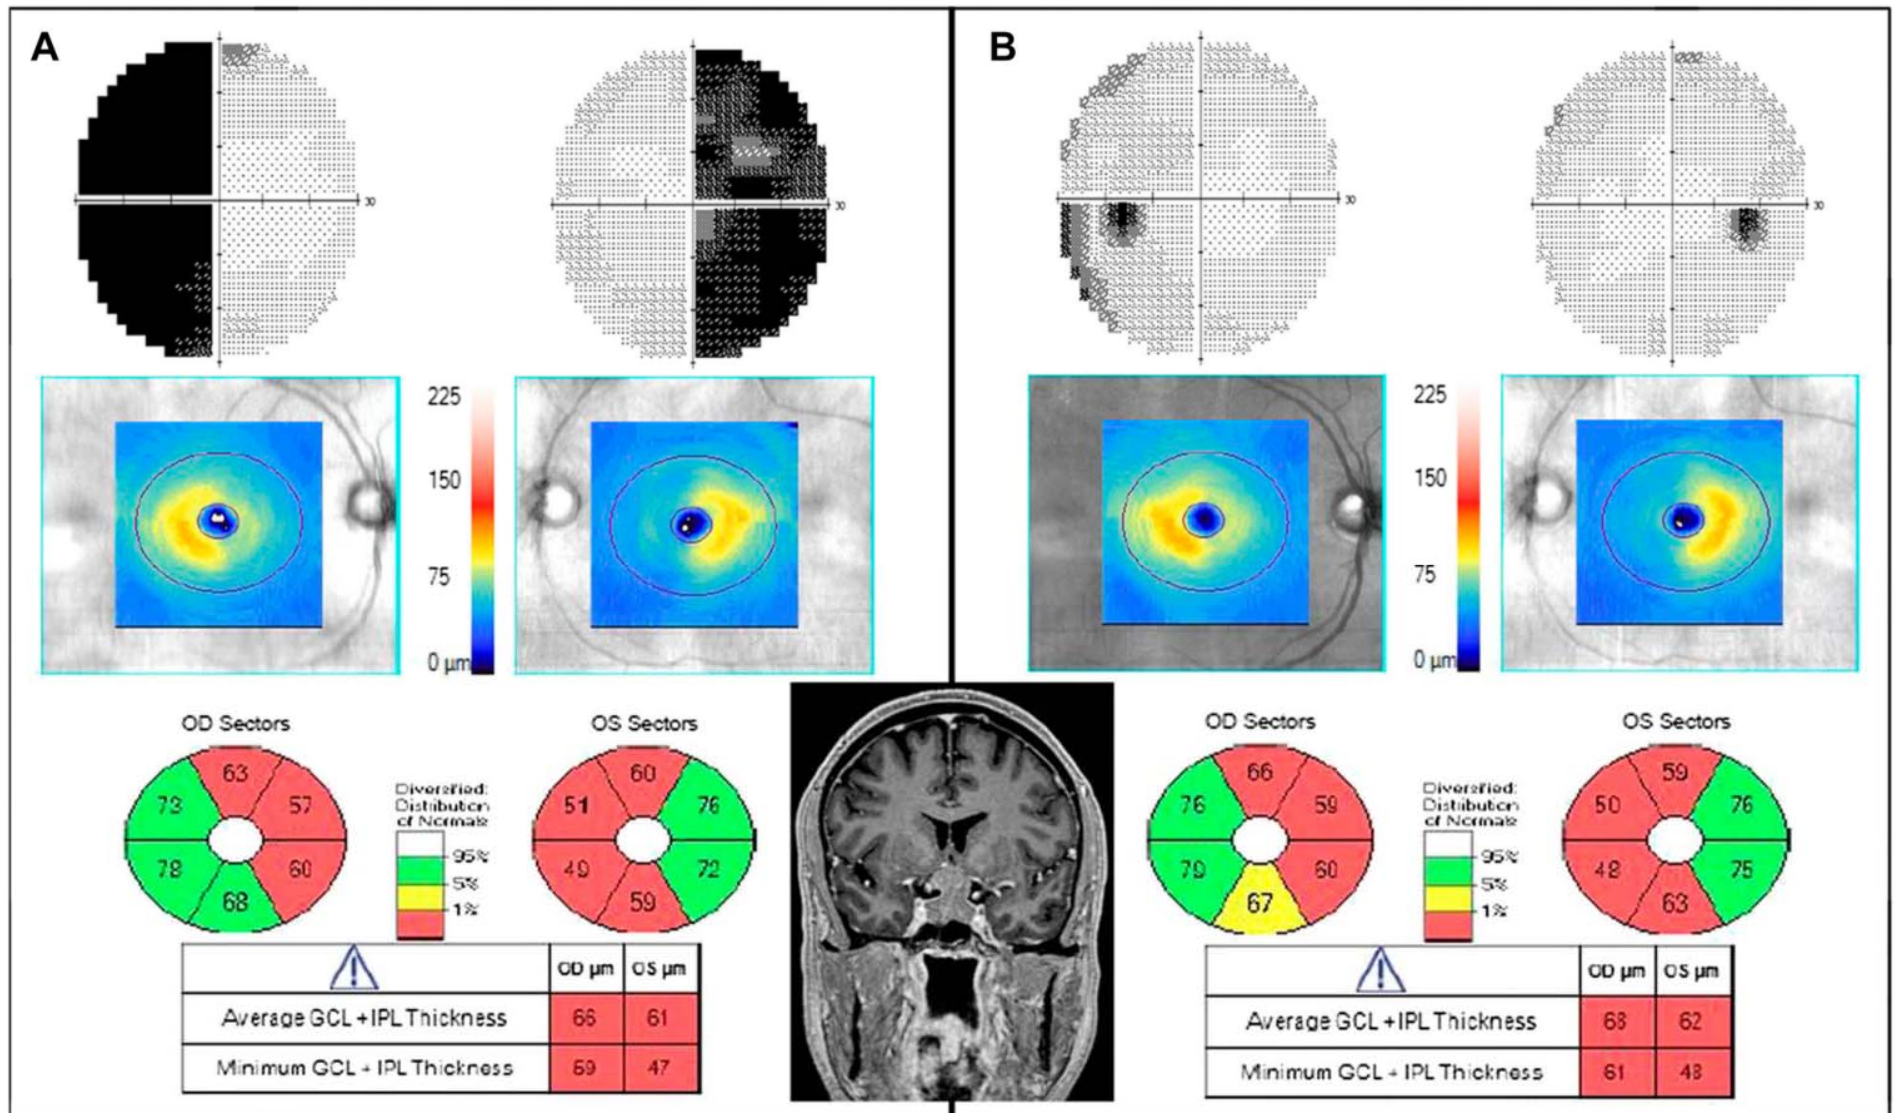 A
30
30
225
150
75
0 µm
OD Sectors
OS Sectors
63
73
57
78
60
68
Diversified:
Distribution
of Normals
95%
5%
1%
60
51
76
49
72
59
OD µm
OS µm
Average GCL + IPL Thickness
66
61
Minimum GCL + IPL Thickness
59
47
B
30
30
225
150
75
0 µm
OD Sectors
OS Sectors
66
76
59
79
60
67
Diversified:
Distribution
of Normals
95%
5%
1%
59
50
76
48
75
63
OD µm
OS µm
Average GCL + IPL Thickness
68
62
Minimum GCL + IPL Thickness
61
48